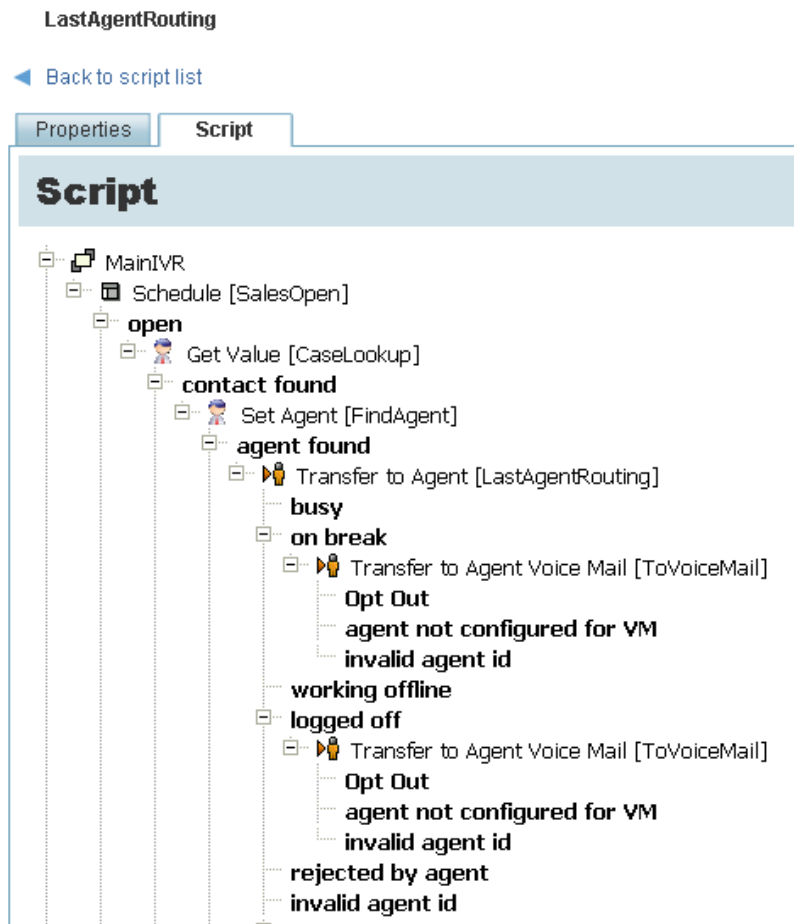 LastAgentRouting
Back to script list
Properties
Script
Script
MainIVR
Schedule [SalesOpen]
open
Get Value [CaseLookup]
contact found
Set Agent [FindAgent]
agent found
Transfer to Agent [LastAgentRouting]
busy
on break
Transfer to Agent Voice Mail [ToVoiceMail]
Opt Out
agent not configured for VM
invalid agent id
working offline
logged off
Transfer to Agent Voice Mail [ToVoiceMail]
Opt Out
agent not configured for VM
invalid agent id
rejected by agent
invalid agent id